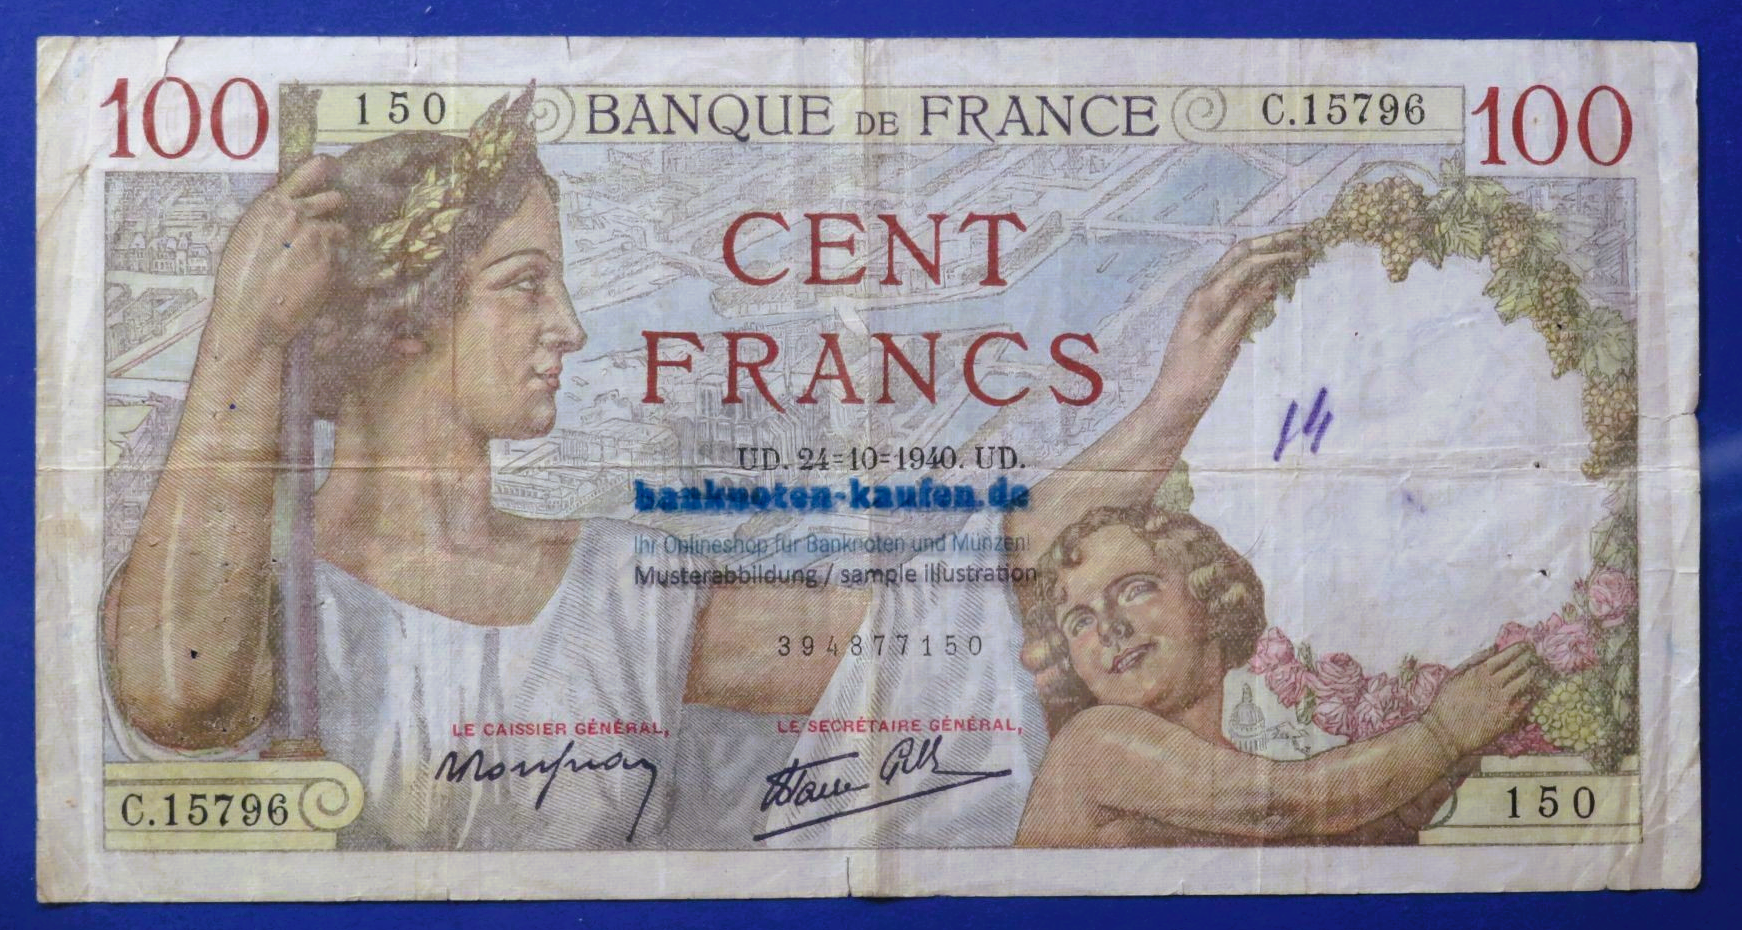 100 150 BANQUE DE FRANCE C.15796 100
CENT
FRANCS
14
UD. 24=10=1940. UD.
banknoten-kaufen.de
Ihr Onlineshop für Banknoten und Münzen!
Musterabbildung / sample illustration
394877150
LE CAISSIER GÉNÉRAL, LE SECRÉTAIRE GÉNÉRAL,
C.15796 150